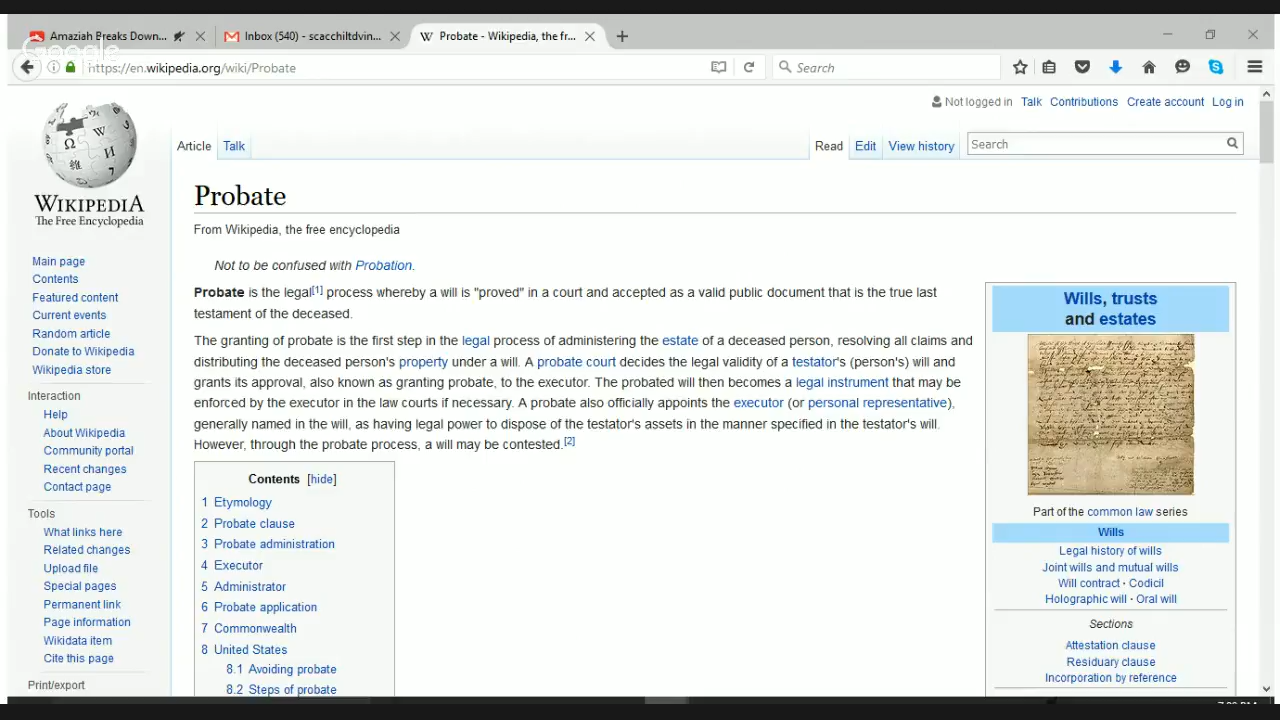 Amaziah Breaks Down...
Inbox (540) - scacchiltdvin...
Probate - Wikipedia, the fr...
Google
https://en.wikipedia.org/wiki/Probate
Search
Not logged in Talk Contributions Create account Log in
Article Talk
Read Edit View history
Search
WIKIPEDIA
The Free Encyclopedia
Main page
Contents
Featured content
Current events
Random article
Donate to Wikipedia
Wikipedia store
Interaction
Help
About Wikipedia
Community portal
Recent changes
Contact page
Tools
What links here
Related changes
Upload file
Special pages
Permanent link
Page information
Wikidata item
Cite this page
Print/export
Probate
From Wikipedia, the free encyclopedia
Not to be confused with Probation.
Probate is the legal[1] process whereby a will is "proved" in a court and accepted as a valid public document that is the true last
testament of the deceased.
The granting of probate is the first step in the legal process of administering the estate of a deceased person, resolving all claims and
distributing the deceased person's property under a will. A probate court decides the legal validity of a testator's (person's) will and
grants its approval, also known as granting probate, to the executor. The probated will then becomes a legal instrument that may be
enforced by the executor in the law courts if necessary. A probate also officially appoints the executor (or personal representative),
generally named in the will, as having legal power to dispose of the testator's assets in the manner specified in the testator's will.
However, through the probate process, a will may be contested.[2]
Contents [hide]
1 Etymology
2 Probate clause
3 Probate administration
4 Executor
5 Administrator
6 Probate application
7 Commonwealth
8 United States
8.1 Avoiding probate
8.2 Steps of probate
Wills, trusts
and estates
Part of the common law series
Wills
Legal history of wills
Joint wills and mutual wills
Will contract · Codicil
Holographic will · Oral will
Sections
Attestation clause
Residuary clause
Incorporation by reference